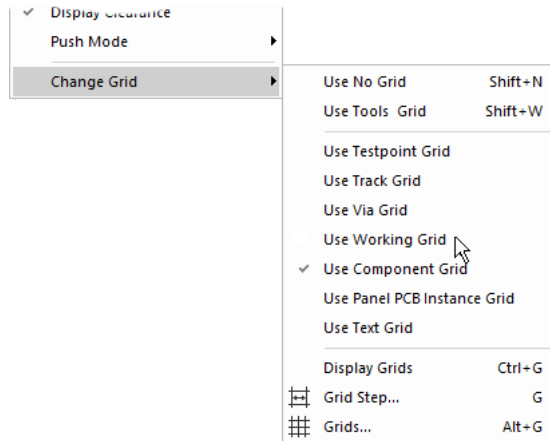 Display Clearance
Push Mode
Change Grid
Use No Grid Shift+N
Use Tools Grid Shift+W
Use Testpoint Grid
Use Track Grid
Use Via Grid
Use Working Grid
Use Component Grid
Use Panel PCB Instance Grid
Use Text Grid
Display Grids Ctrl+G
Grid Step... G
Grids... Alt+G